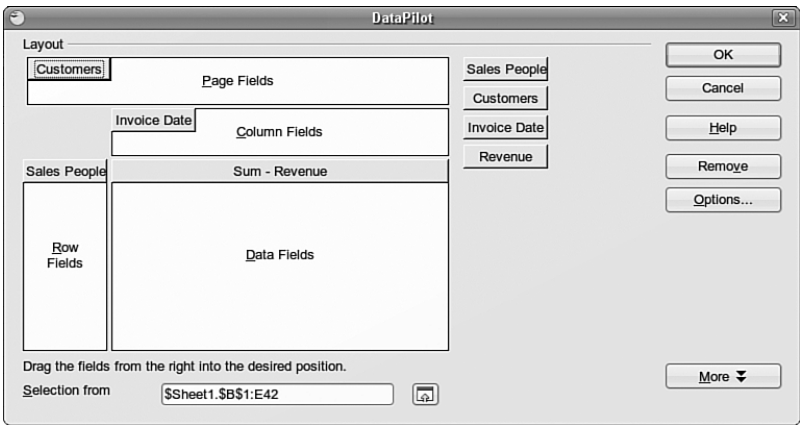 DataPilot
Layout
Customers
Page Fields
Invoice Date
Column Fields
Sales People
Sum - Revenue
Row
Fields
Data Fields
Sales People
Customers
Invoice Date
Revenue
OK
Cancel
Help
Remove
Options...
Drag the fields from the right into the desired position.
Selection from
$Sheet1.$B$1:E42
More